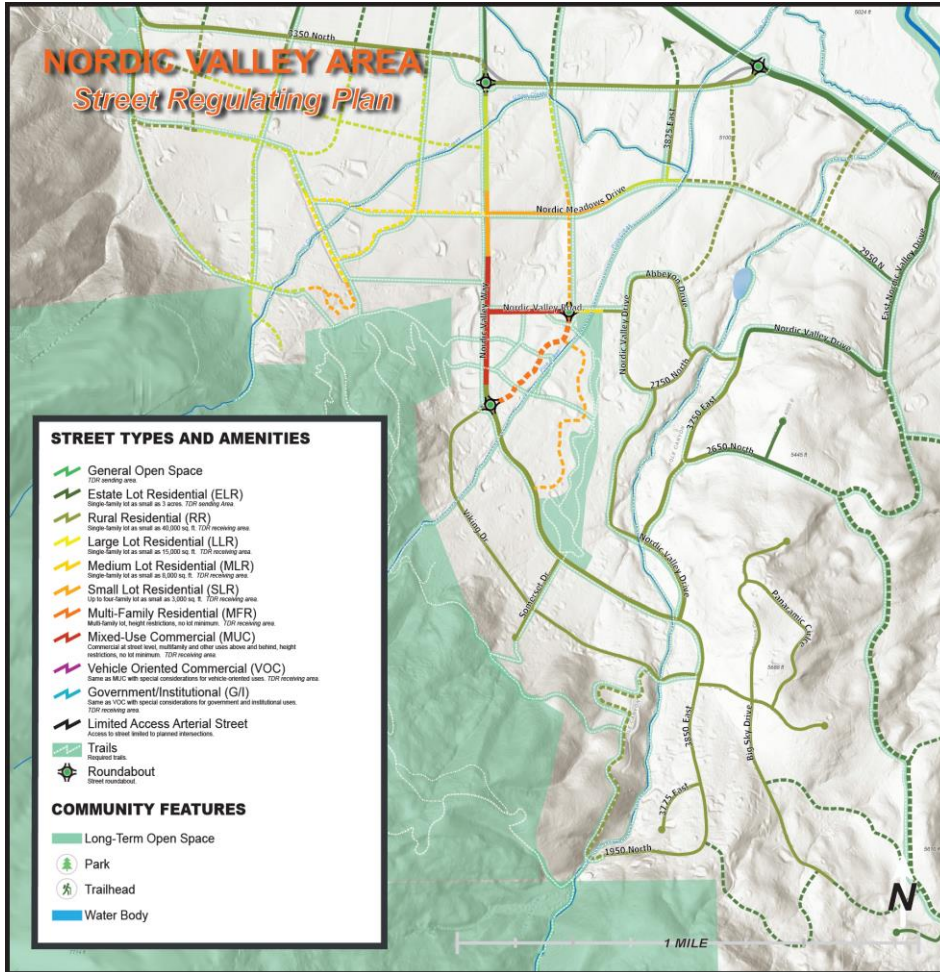 NORDIC VALLEY AREA
Street Regulating Plan
3350 North
3825 East
Nordic Meadows Drive
2950 N
East Nordic Valley Drive
Abbeyon Drive
Nordic Valley Road
Nordic Valley Way
Nordic Valley Drive
Nordic Valley Drive
2750 North
3750 East
2650 North
Nordic Valley Drive
Viking Dr
Somerset Dr
Panaramic Circle
Big Sky Drive
3850 East
3775 East
1950 North
STREET TYPES AND AMENITIES
General Open Space
TDR sending area.
Estate Lot Residential (ELR)
Single-family lot as small as 3 acres. TDR sending Area.
Rural Residential (RR)
Single-family lot as small as 40,000 sq. ft. TDR receiving area.
Large Lot Residential (LLR)
Single-family lot as small as 15,000 sq. ft. TDR receiving area.
Medium Lot Residential (MLR)
Single-family lot as small as 8,000 sq. ft. TDR receiving area.
Small Lot Residential (SLR)
Up to four-family lot as small as 3,000 sq. ft. TDR receiving area.
Multi-Family Residential (MFR)
Multi-family lot, height restrictions, no lot minimum. TDR receiving area.
Mixed-Use Commercial (MUC)
Commercial at street level, multifamily and other uses above and behind, height
restrictions, no lot minimum. TDR receiving area.
Vehicle Oriented Commercial (VOC)
Same as MUC with special considerations for vehicle-oriented uses. TDR receiving area.
Government/Institutional (G/I)
Same as VOC with special considerations for government and institutional uses.
TDR receiving area.
Limited Access Arterial Street
Access to street limited to planned intersections.
Trails
Required trails.
Roundabout
Street roundabout.
COMMUNITY FEATURES
Long-Term Open Space
Park
Trailhead
Water Body
N
1 MILE